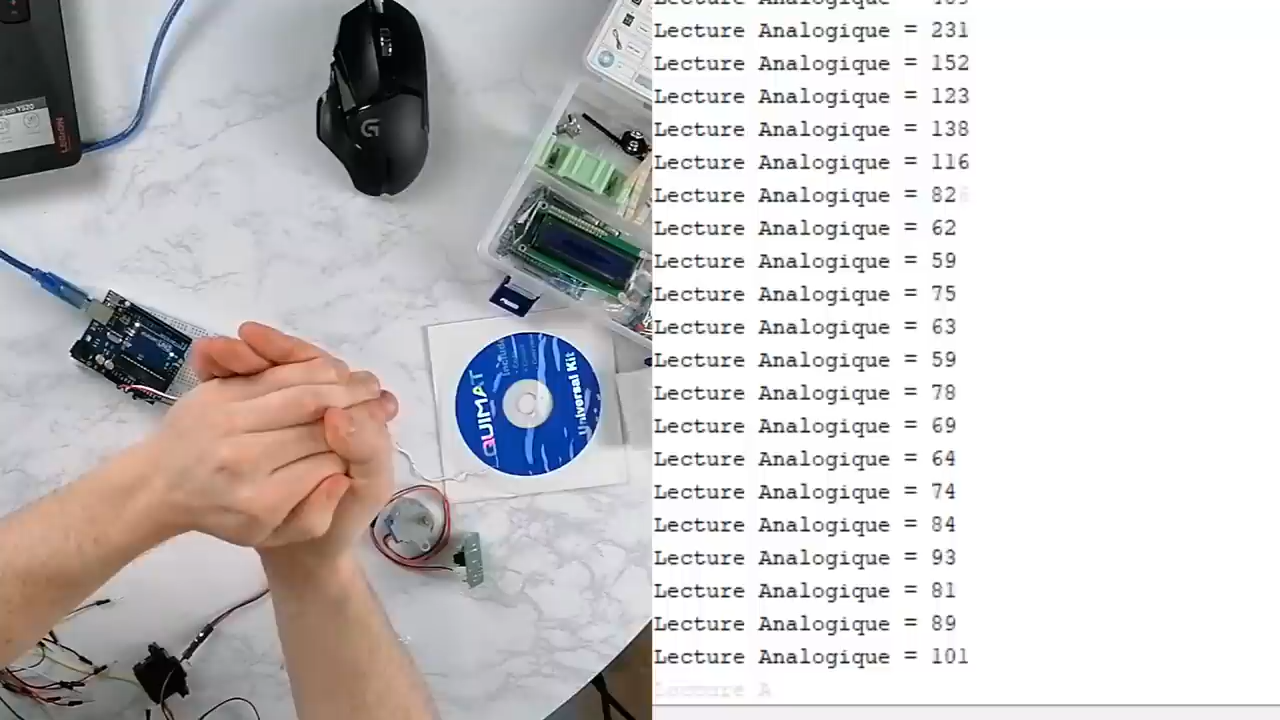 Lecture Analogique = 231
Lecture Analogique = 152
Lecture Analogique = 123
Lecture Analogique = 138
Lecture Analogique = 116
Lecture Analogique = 82
Lecture Analogique = 62
Lecture Analogique = 59
Lecture Analogique = 75
Lecture Analogique = 63
Lecture Analogique = 59
Lecture Analogique = 78
Lecture Analogique = 69
Lecture Analogique = 64
Lecture Analogique = 74
Lecture Analogique = 84
Lecture Analogique = 93
Lecture Analogique = 81
Lecture Analogique = 89
Lecture Analogique = 101
Lecture A
LEGION
Y520
G
QUIMAT
Universal Kit